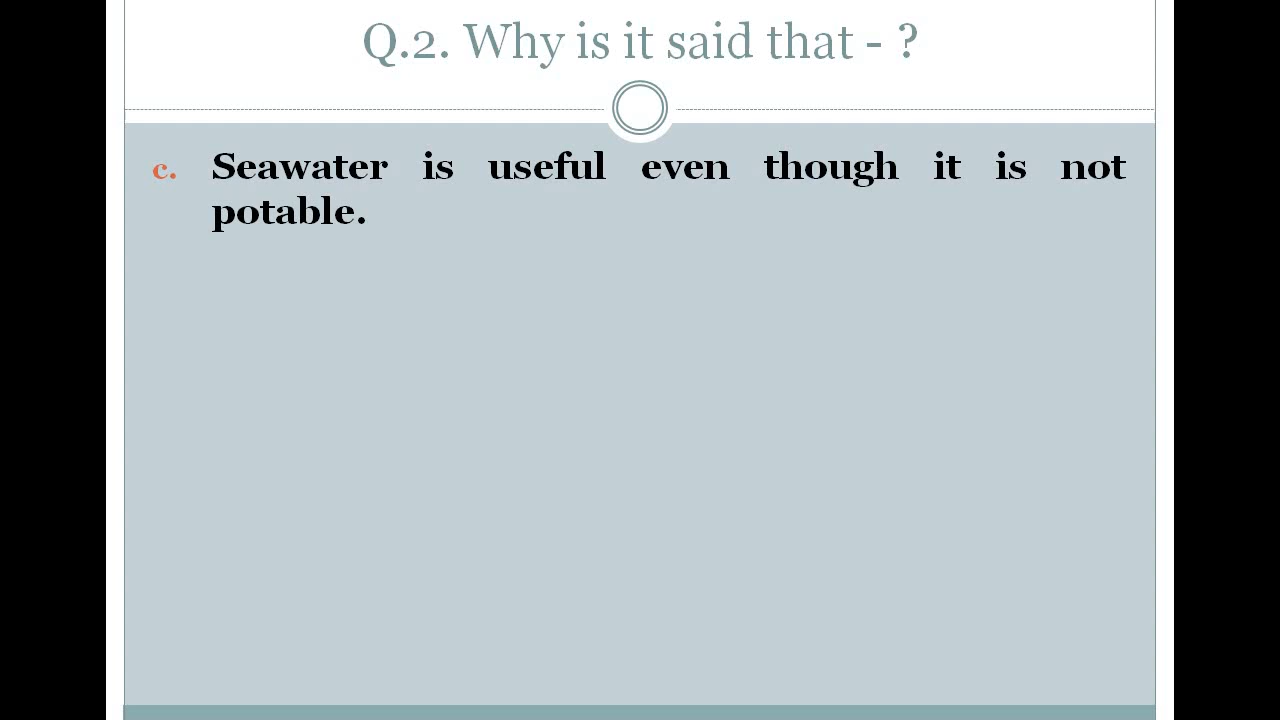 Q.2. Why is it said that - ?
c. Seawater is useful even though it is not
potable.